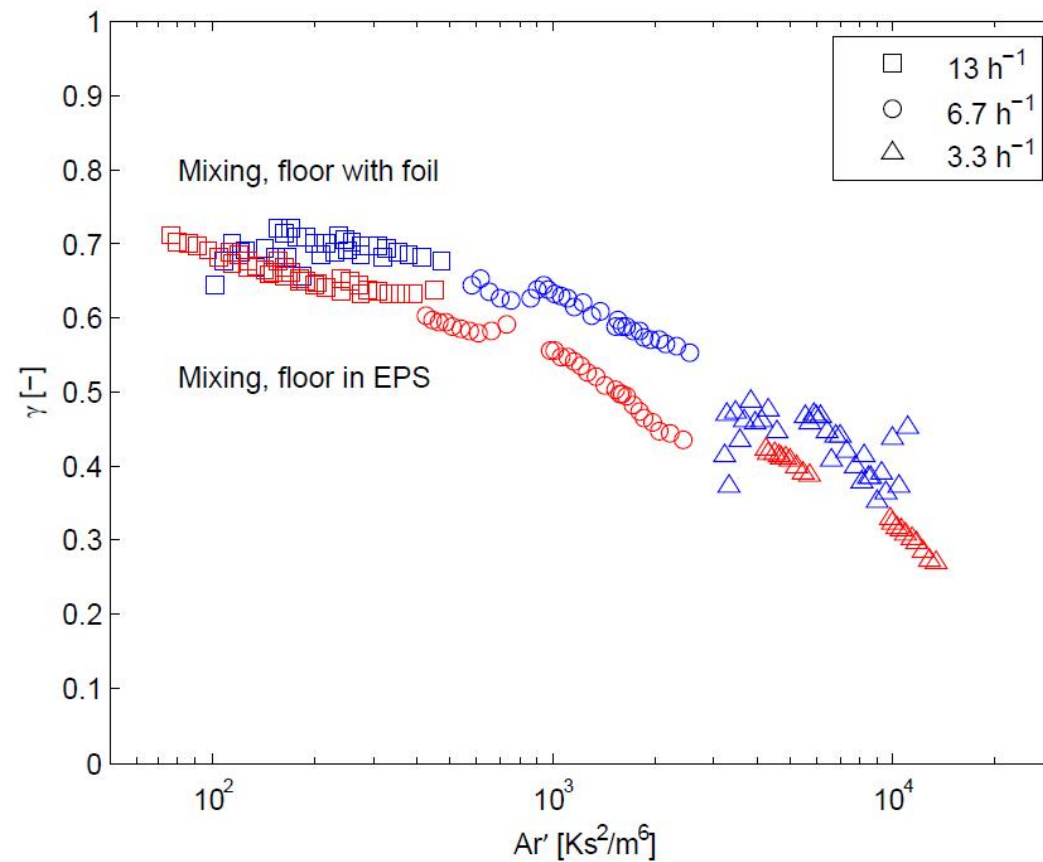 1
0.9
0.8
0.7
0.6
0.5
0.4
0.3
0.2
0.1
0
γ [−]
13 h⁻¹
6.7 h⁻¹
3.3 h⁻¹
Mixing, floor with foil
Mixing, floor in EPS
10² 10³ 10⁴
Ar′ [Ks²/m⁶]